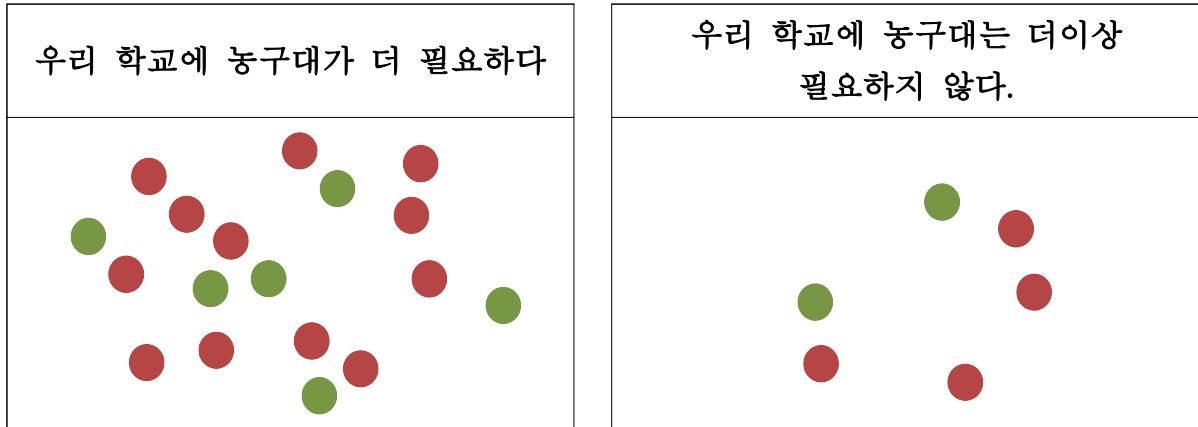 우리 학교에 농구대가 더 필요하다
우리 학교에 농구대는 더이상
필요하지 않다.